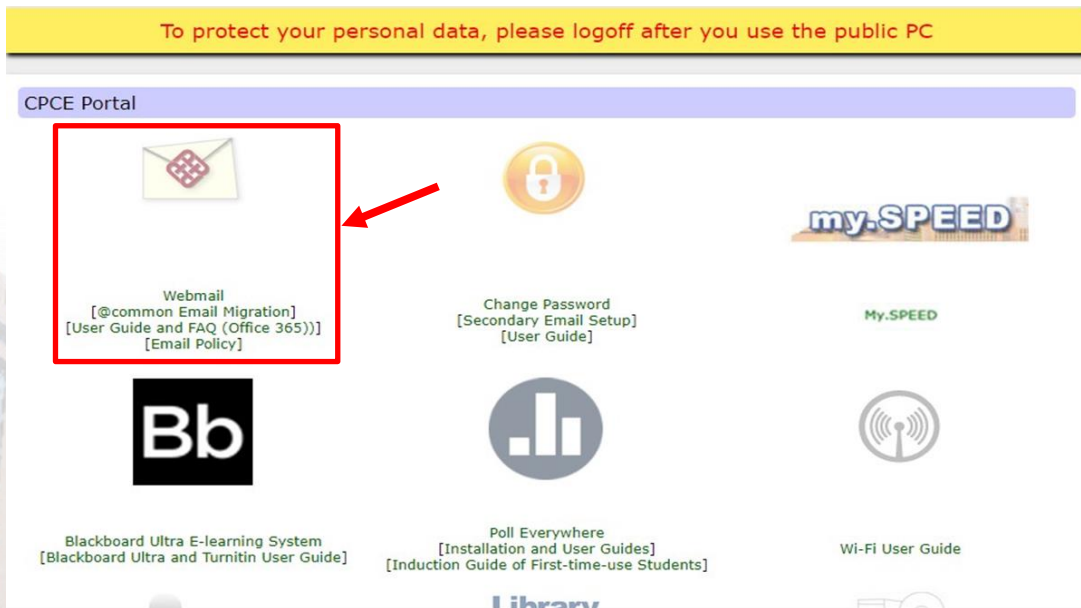 To protect your personal data, please logoff after you use the public PC
CPCE Portal
my.SPEED
Webmail
[@common Email Migration]
[User Guide and FAQ (Office 365))]
[Email Policy]
Change Password
[Secondary Email Setup]
[User Guide]
My.SPEED
Bb
Blackboard Ultra E-learning System
[Blackboard Ultra and Turnitin User Guide]
Poll Everywhere
[Installation and User Guides]
[Induction Guide of First-time-use Students]
Wi-Fi User Guide
Library